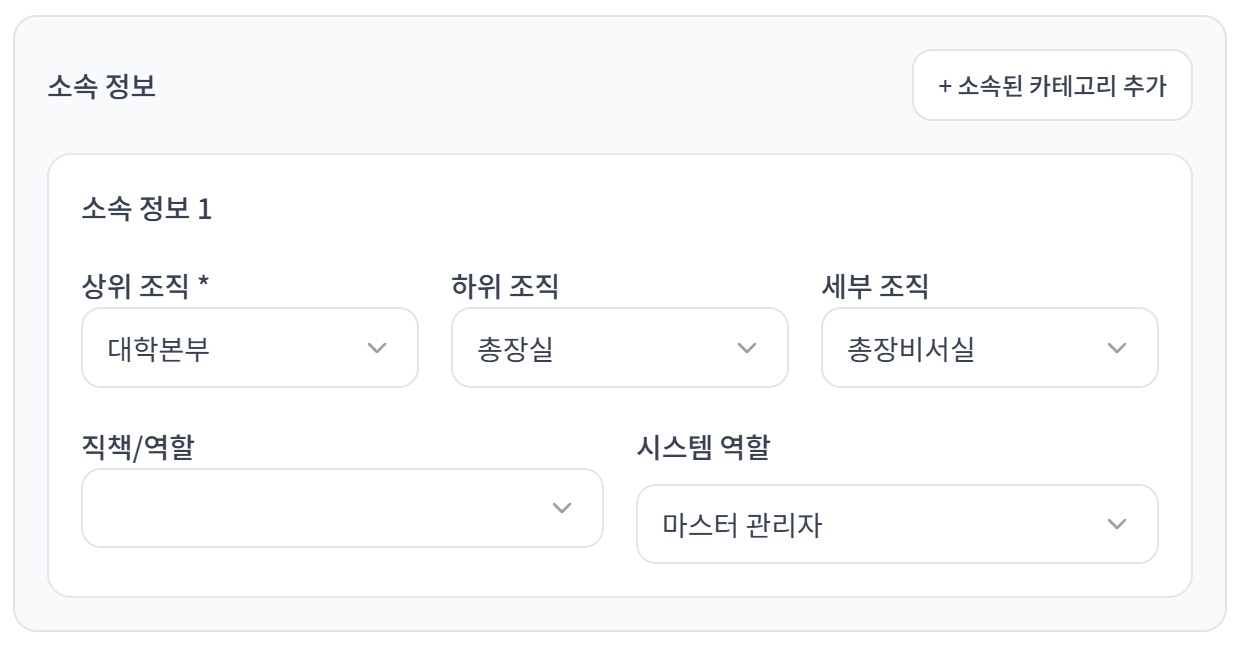 소속 정보
+ 소속된 카테고리 추가
소속 정보 1
상위 조직 *
하위 조직
세부 조직
대학본부
총장실
총장비서실
직책/역할
시스템 역할
마스터 관리자